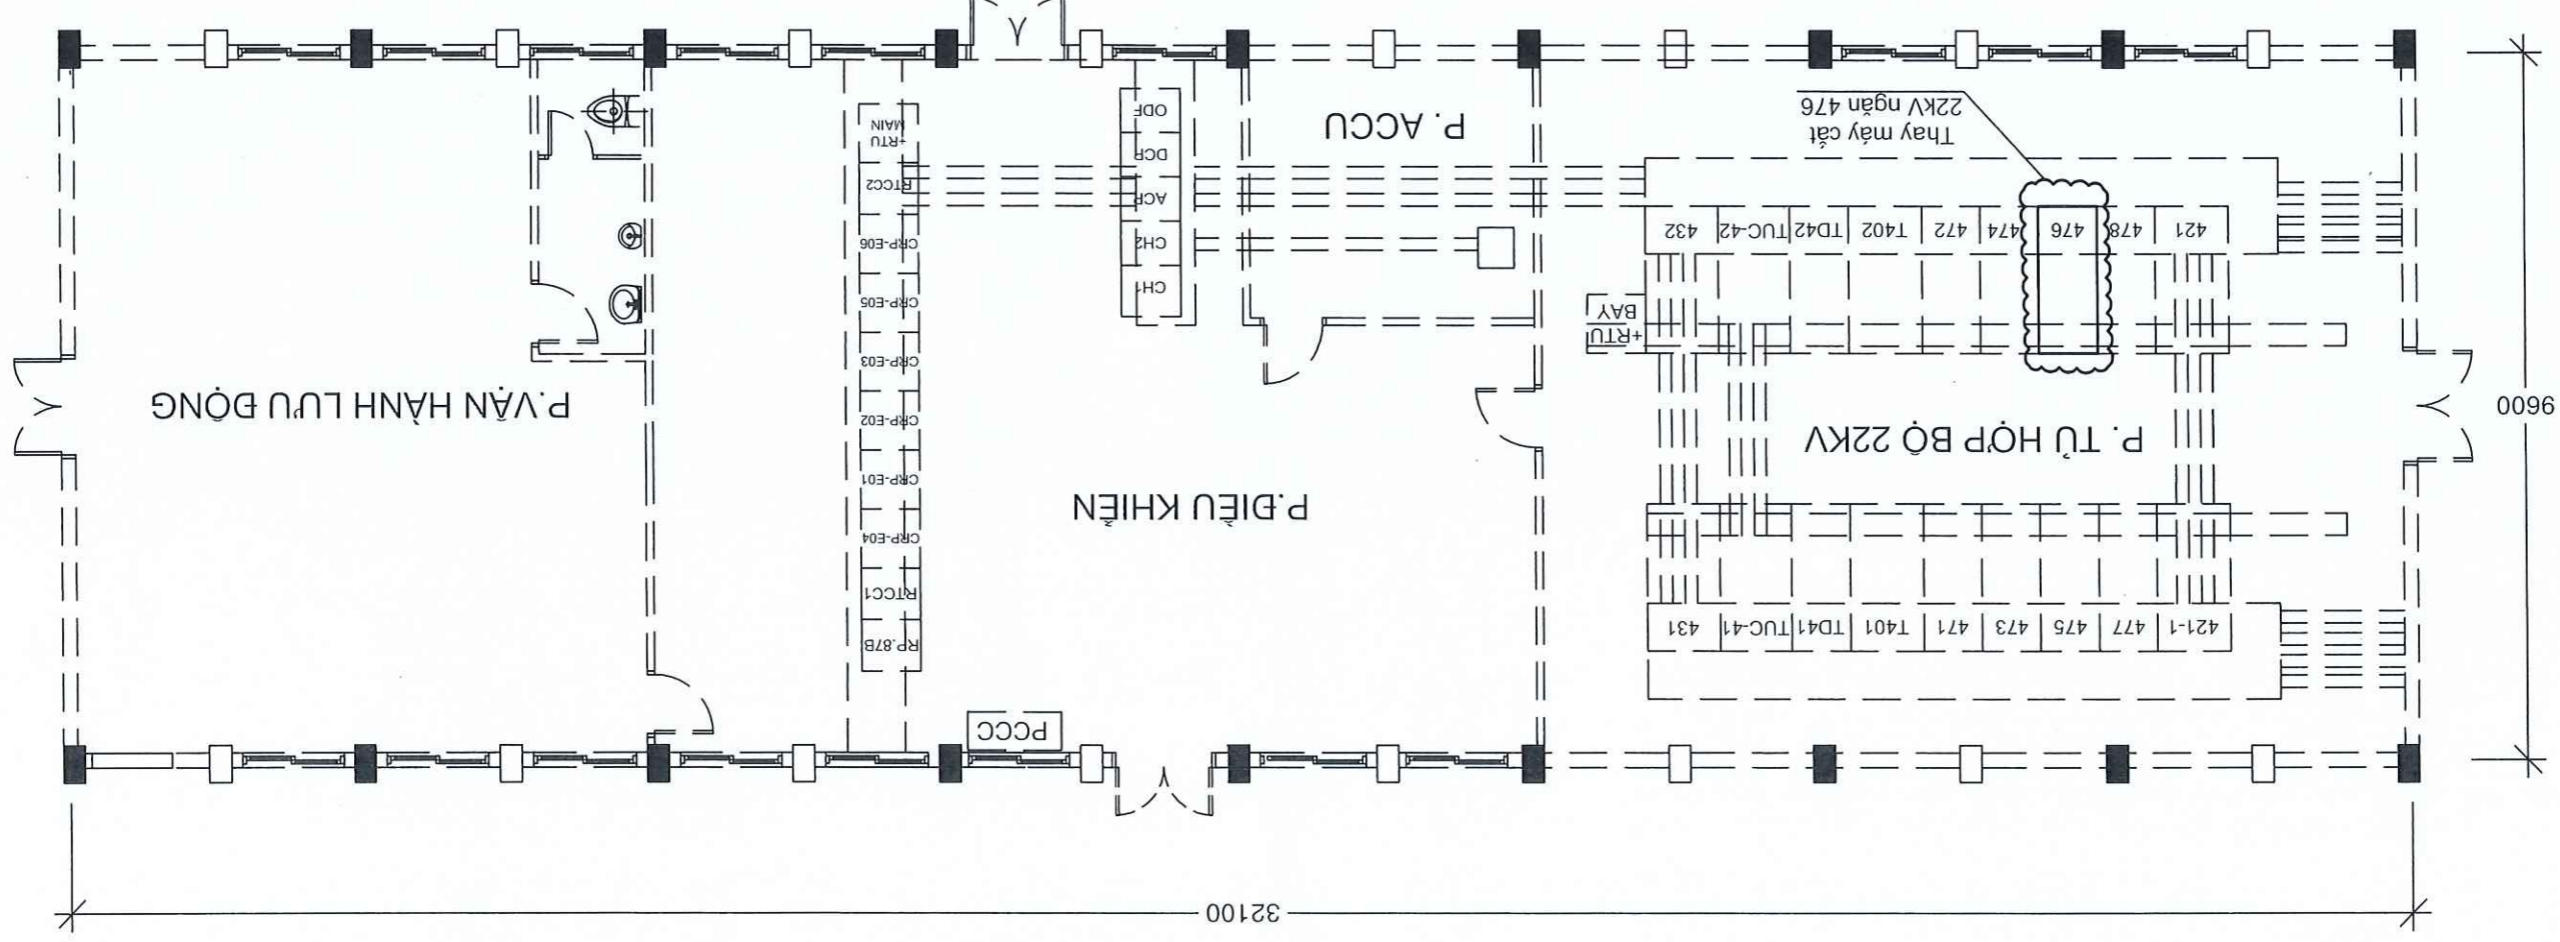 32100
PCCC
RP.87B
421-1 477 475 473 471 T401 TD41 TUC-41 431
RTCC1
CRP-E04
P.ĐIỀU KHIỂN
CRP-E01
P. TỦ HỢP BỘ 22KV
CRP-E02
9600
P.VẬN HÀNH LƯU ĐỘNG
CRP-E03
+RTU
BAY
CRP-E05
CH1
CRP-E06
CH2
421 478 476 474 472 T402 TD42 TUC-42 432
ACP
RTCC2
DCP
+RTU
MAIN
Thay máy cắt
22kV ngăn 476
P. ACCU
ODF